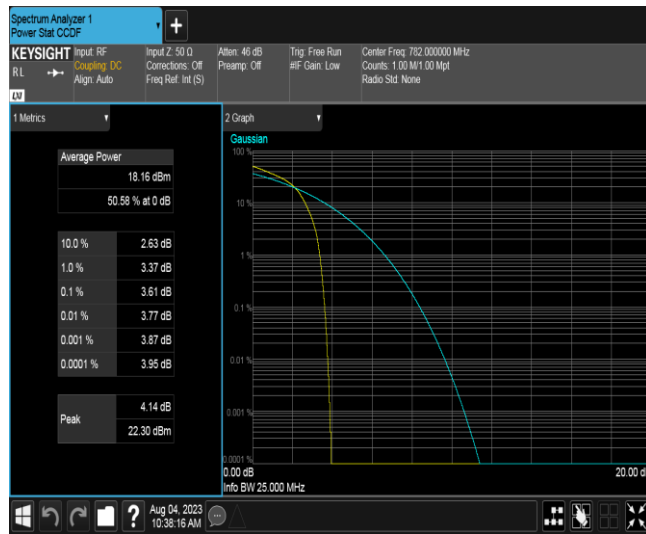 Spectrum Analyzer 1
Power Stat CCDF
+
KEYSIGHT Input: RF
R L
Coupling: DC
Align: Auto
LXI
Input Z: 50 Ω
Corrections: Off
Freq Ref: Int (S)
Atten: 46 dB
Preamp: Off
Trig: Free Run
#IF Gain: Low
Center Freq: 782.000000 MHz
Counts: 1.00 M/1.00 Mpt
Radio Std: None
1 Metrics
Average Power
18.16 dBm
50.58 % at 0 dB
10.0 % 2.63 dB
1.0 % 3.37 dB
0.1 % 3.61 dB
0.01 % 3.77 dB
0.001 % 3.87 dB
0.0001 % 3.95 dB
Peak
4.14 dB
22.30 dBm
2 Graph
Gaussian
100 %
10 %
1 %
0.1 %
0.01 %
0.001 %
0.0001 %
0.00 dB 20.00 d
Info BW 25.000 MHz
?
Aug 04, 2023
10:38:16 AM